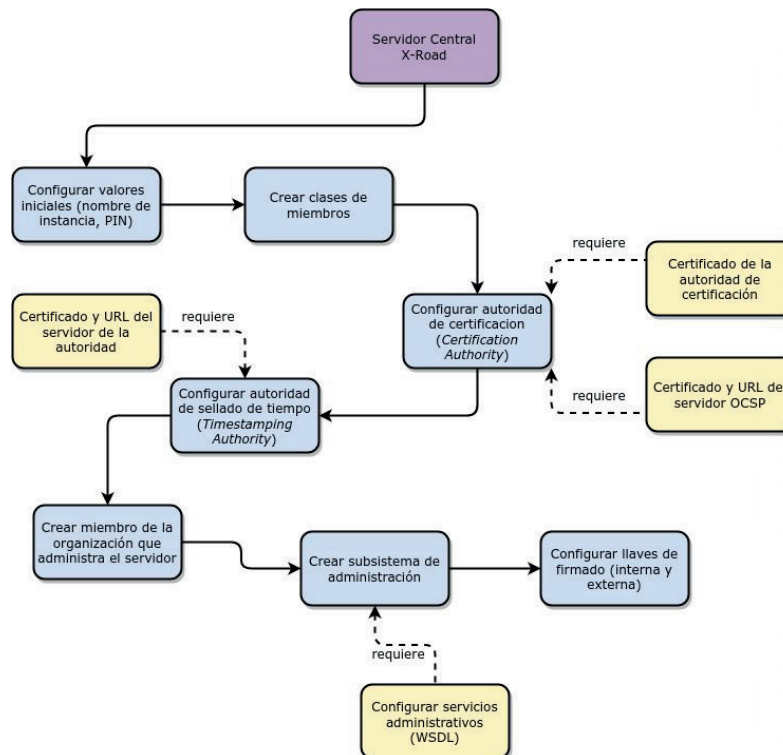 Servidor Central
X-Road
Configurar valores
iniciales (nombre de
instancia, PIN)
Crear clases de
miembros
requiere
Certificado de la
autoridad de
certificación
Certificado y URL del
servidor de la
autoridad
requiere
Configurar autoridad
de certificacion
(Certification
Authority)
Configurar autoridad
de sellado de tiempo
(Timestamping
Authority)
requiere
Certificado y URL de
servidor OCSP
Crear miembro de la
organización que
administra el servidor
Crear subsistema de
administración
Configurar llaves de
firmado (interna y
externa)
requiere
Configurar servicios
administrativos
(WSDL)